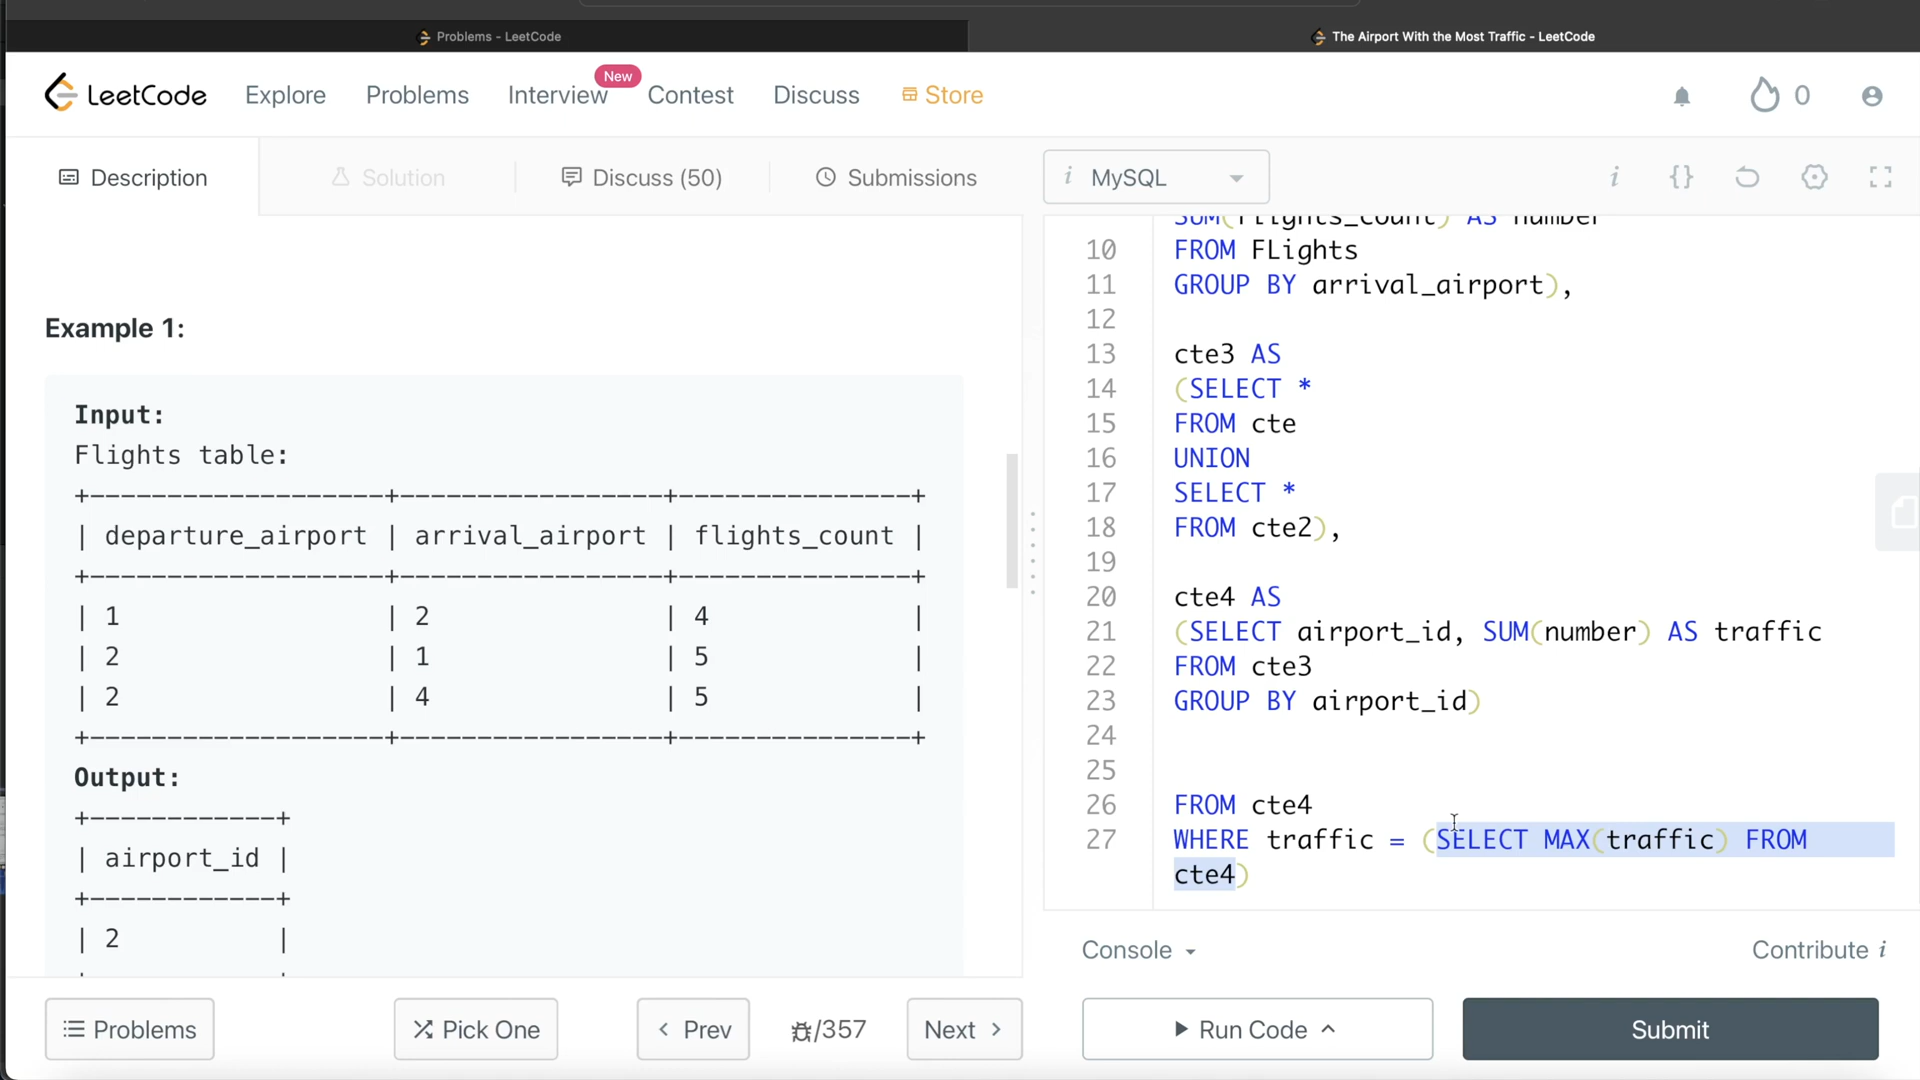 Problems - LeetCode
The Airport With the Most Traffic - LeetCode
LeetCode Explore Problems Interview New Contest Discuss Store 0
Description Solution Discuss (50) Submissions
i MySQL
Example 1:
Input:
Flights table:
+--------------------+-----------------+---------------+
| departure_airport | arrival_airport | flights_count |
+--------------------+-----------------+---------------+
| 1 | 2 | 4 |
| 2 | 1 | 5 |
| 2 | 4 | 5 |
+--------------------+-----------------+---------------+
Output:
+------------+
| airport_id |
+------------+
| 2 |
SUM(flights_count) AS number
10 FROM FLights
11 GROUP BY arrival_airport),
12
13 cte3 AS
14 (SELECT *
15 FROM cte
16 UNION
17 SELECT *
18 FROM cte2),
19
20 cte4 AS
21 (SELECT airport_id, SUM(number) AS traffic
22 FROM cte3
23 GROUP BY airport_id)
24
25
26 FROM cte4
27 WHERE traffic = (SELECT MAX(traffic) FROM
cte4)
Console Contribute i
Problems Pick One Prev /357 Next Run Code Submit